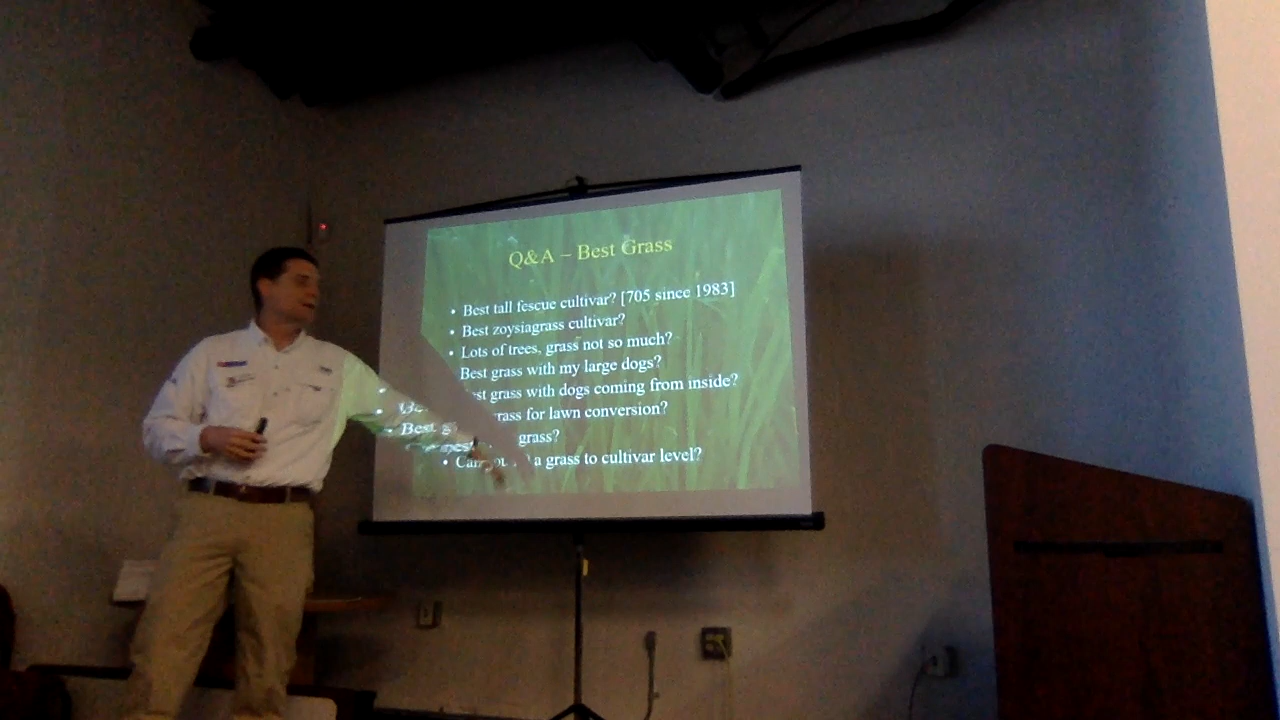 Q&A – Best Grass
• Best tall fescue cultivar? [705 since 1983]
• Best zoysiagrass cultivar?
• Lots of trees, grass not so much?
Best grass with my large dogs?
grass with dogs coming from inside?
for lawn conversion?
• Best grass?
• a grass to cultivar level?